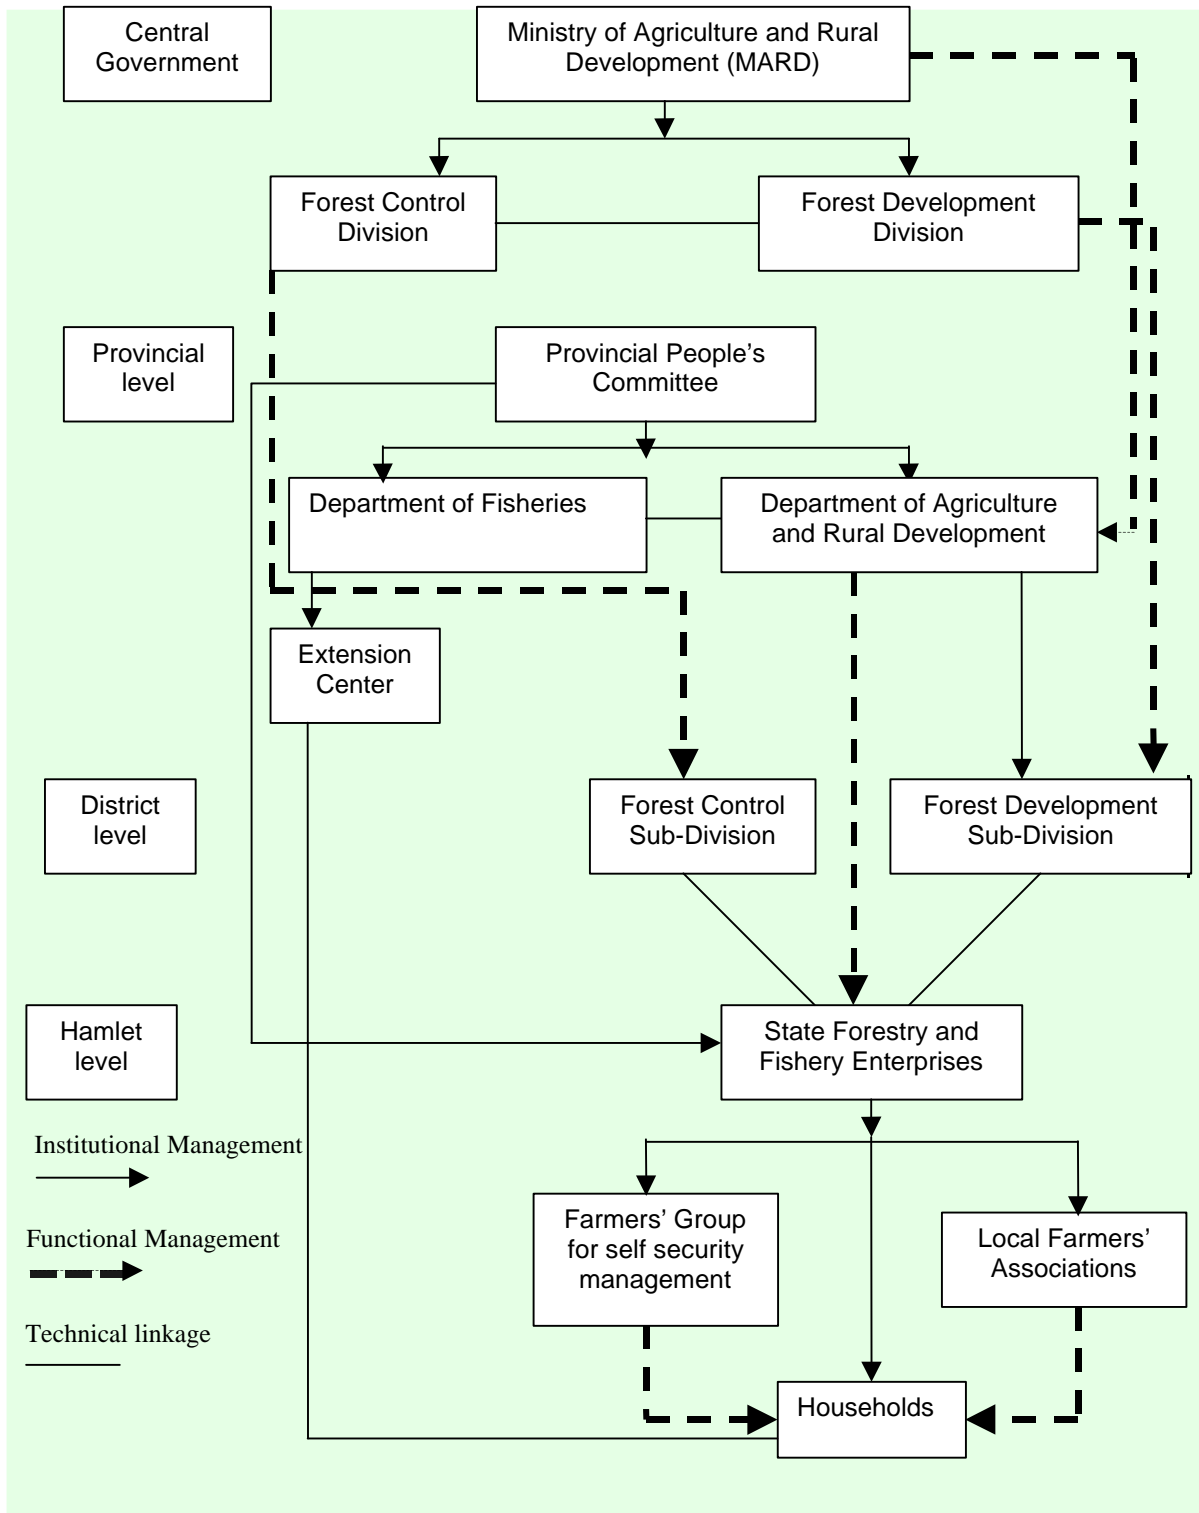 Central
Government
Ministry of Agriculture and Rural
Development (MARD)
Forest Control
Division
Forest Development
Division
Provincial
level
Provincial People’s
Committee
Department of Fisheries
Department of Agriculture
and Rural Development
Extension
Center
District
level
Forest Control
Sub-Division
Forest Development
Sub-Division
Hamlet
level
State Forestry and
Fishery Enterprises
Institutional Management
Functional Management
Technical linkage
Farmers’ Group
for self security
management
Local Farmers’
Associations
Households